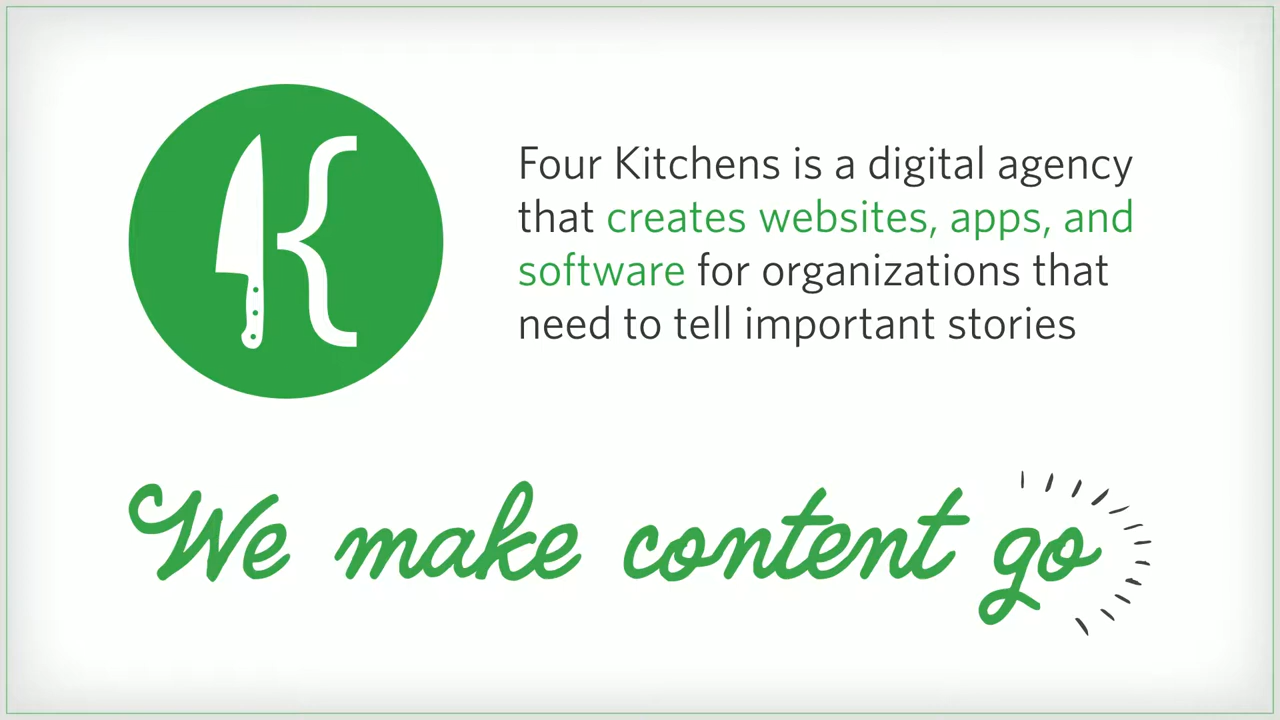 Four Kitchens is a digital agency
that creates websites, apps, and
software for organizations that
need to tell important stories
We make content go